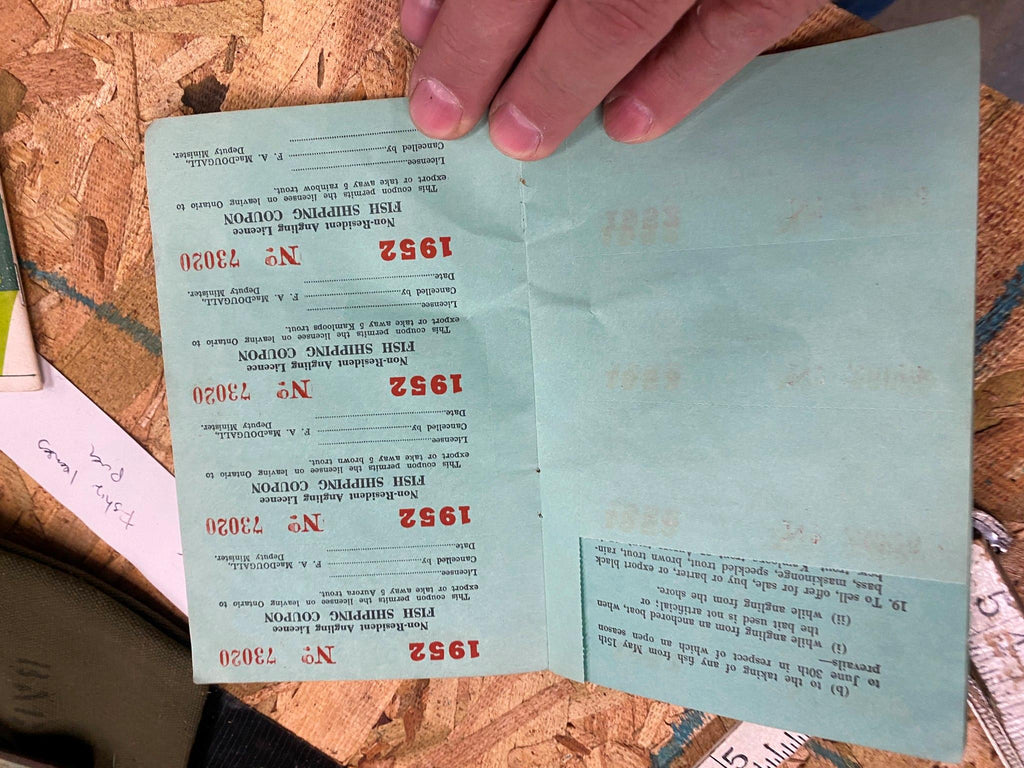 (b) to the taking of any fish from May 15th
to June 30th in respect of which an open season
prevails—
(i) while angling from an anchored boat, when
the bait used is not artificial; or
(ii) while angling from the shore.
19. To sell, offer for sale, buy or barter, or export black
bass, maskinonge, speckled trout, brown trout, rain-
1952 Nº 73020
Non-Resident Angling Licence
FISH SHIPPING COUPON
This coupon permits the licensee on leaving Ontario to
export or take away 5 Aurora trout.
Licensee
Cancelled by F. A. MacDOUGALL,
Date Deputy Minister.
1952 Nº 73020
Non-Resident Angling Licence
FISH SHIPPING COUPON
This coupon permits the licensee on leaving Ontario to
export or take away 5 brown trout.
Licensee
Cancelled by F. A. MacDOUGALL,
Date Deputy Minister.
1952 Nº 73020
Non-Resident Angling Licence
FISH SHIPPING COUPON
This coupon permits the licensee on leaving Ontario to
export or take away 5 Kamloops trout.
Licensee
Cancelled by F. A. MacDOUGALL,
Date Deputy Minister.
1952 Nº 73020
Non-Resident Angling Licence
FISH SHIPPING COUPON
This coupon permits the licensee on leaving Ontario to
export or take away 5 rainbow trout.
Licensee
Cancelled by F. A. MacDOUGALL,
Deputy Minister.
5